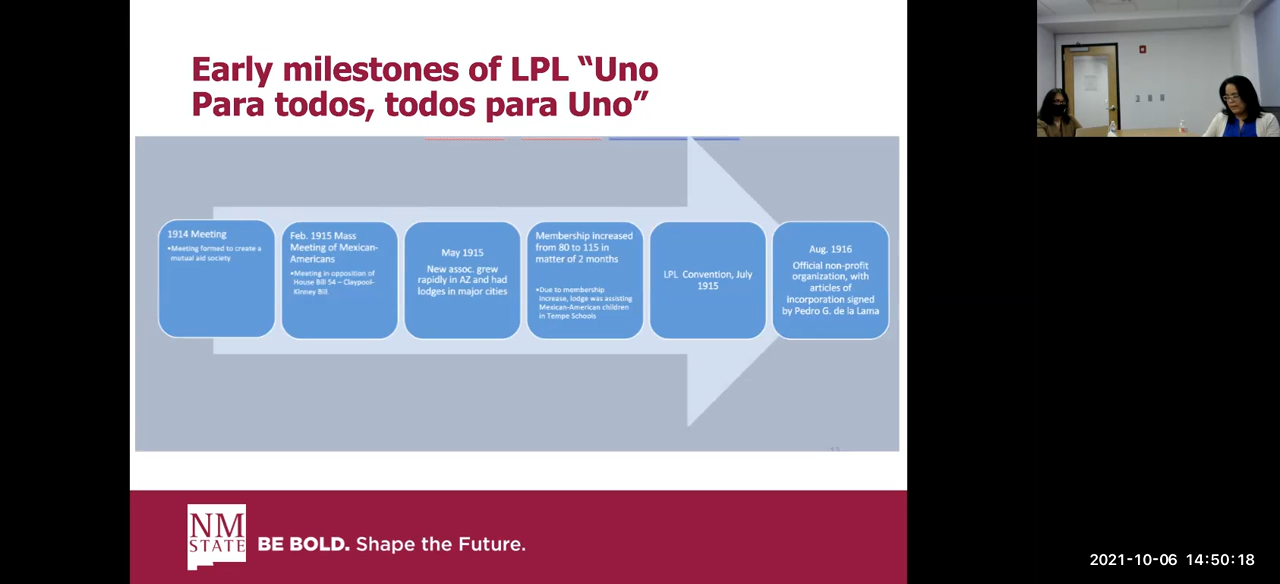 Early milestones of LPL “Uno
Para todos, todos para Uno”
1914 Meeting
•Meeting formed to create a
mutual aid society
Feb. 1915 Mass
Meeting of Mexican-
Americans
•Meeting in opposition of
House Bill 54 – Claypool-
Kinney Bill
May 1915
New assoc. grew
rapidly in AZ and had
lodges in major cities
Membership increased
from 80 to 115 in
matter of 2 months
•Due to membership
increase, lodge was assisting
Mexican-American children
in Tempe Schools
LPL Convention, July
1915
Aug. 1916
Official non-profit
organization, with
articles of
incorporation signed
by Pedro G. de la Lama
NM
STATE
BE BOLD. Shape the Future.
2021-10-06 14:50:18